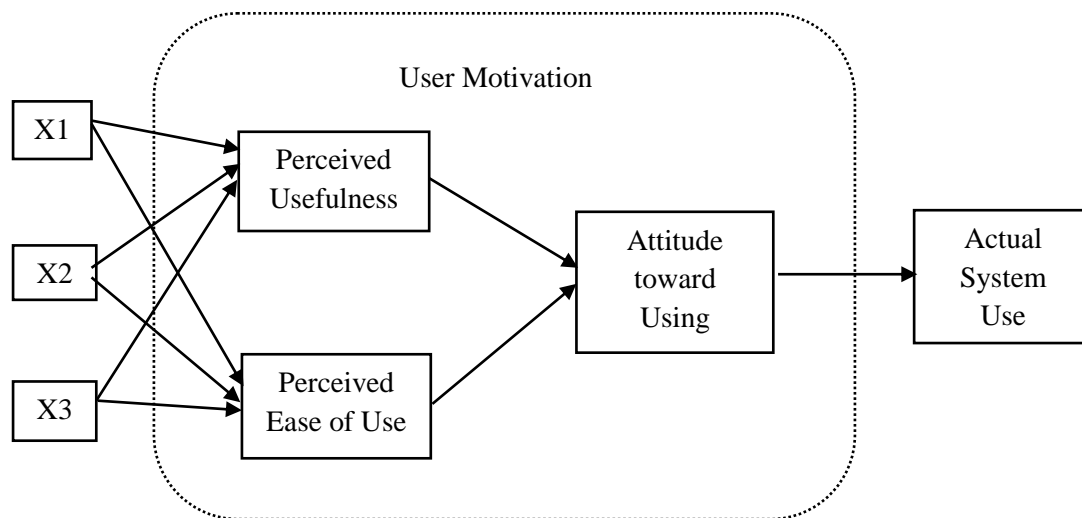 User Motivation
X1
X2
X3
Perceived
Usefulness
Perceived
Ease of Use
Attitude
toward
Using
Actual
System
Use